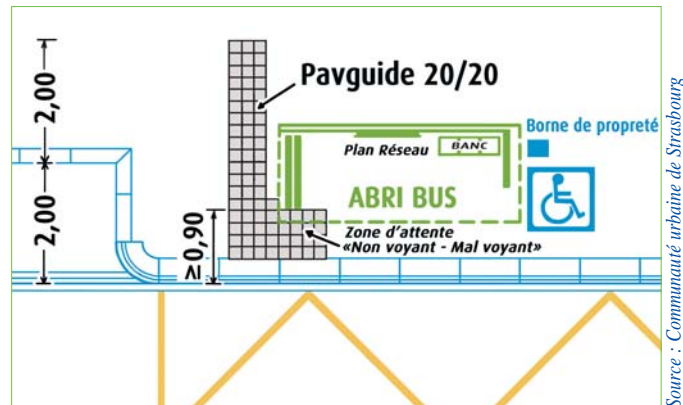 2,00
Pavguide 20/20
Borne de propreté
Plan Réseau
BANC
ABRI BUS
2,00
≥ 0,90
Zone d'attente
«Non voyant - Mal voyant»
Source : Communauté urbaine de Strasbourg